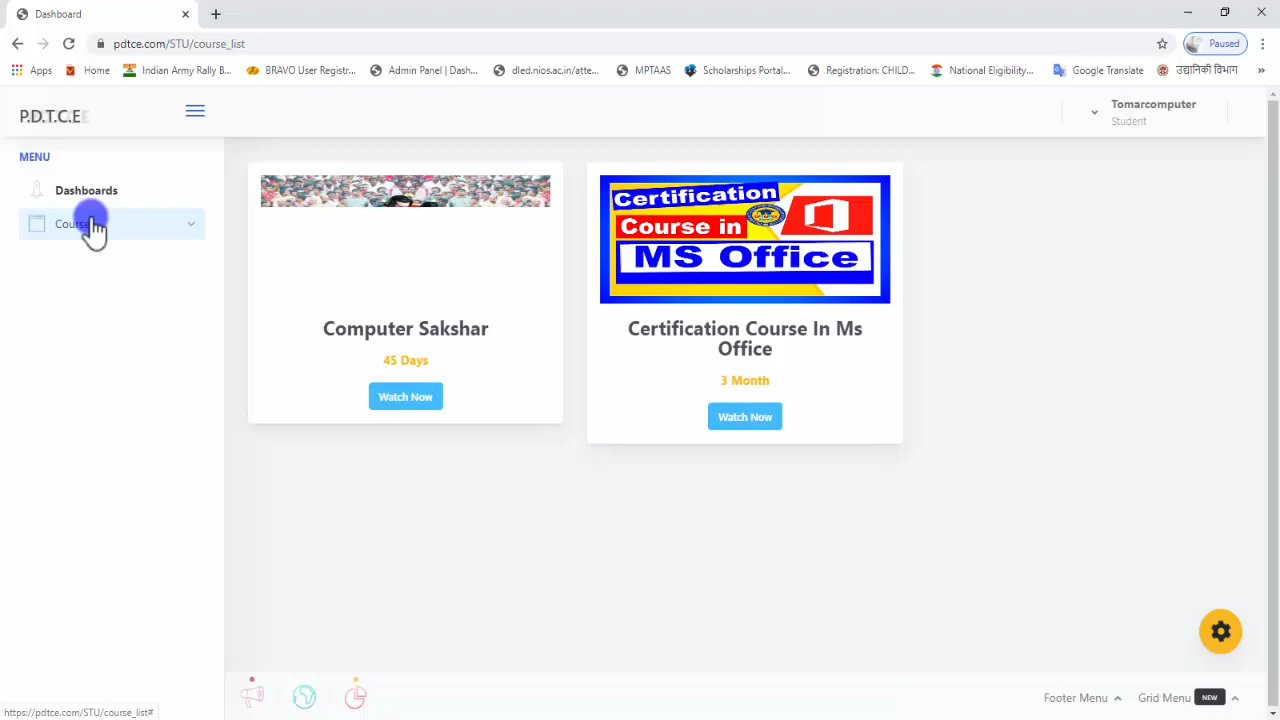 Dashboard
pdtce.com/STU/course_list
Paused
Apps Home Indian Army Rally B... BRAVO User Registr... Admin Panel | Dash... dled.nios.ac.in/atte... MPTAAS Scholarships Portal... Registration: CHILD... National Eligibility... Google Translate उद्यानिकी विभाग »
P.D.T.C.E
Tomarcomputer
Student
MENU
Dashboards
Certification
Course in
MS Office
Computer Sakshar
45 Days
Watch Now
Certification Course In Ms
Office
3 Month
Watch Now
Footer Menu
Grid Menu NEW
https://pdtce.com/STU/course_list#